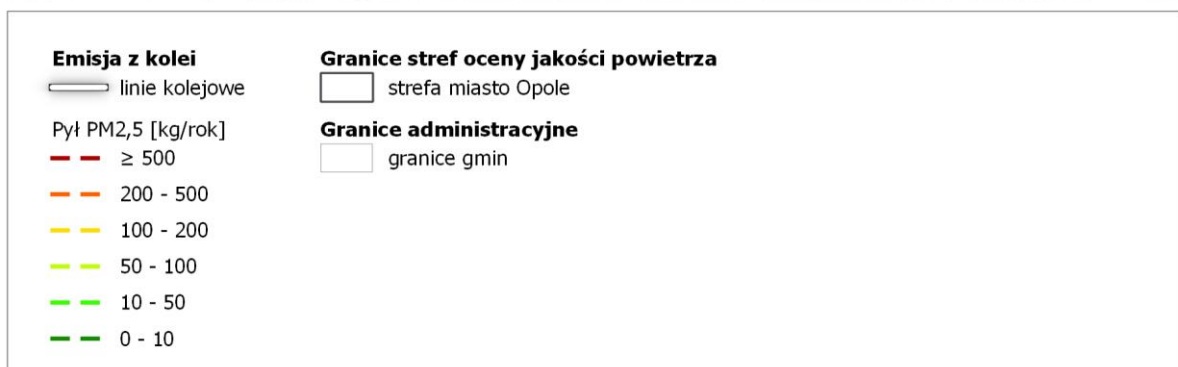 Emisja z kolei
linie kolejowe
Pył PM2,5 [kg/rok]
≥ 500
200 - 500
100 - 200
50 - 100
10 - 50
0 - 10
Granice stref oceny jakości powietrza
strefa miasto Opole
Granice administracyjne
granice gmin